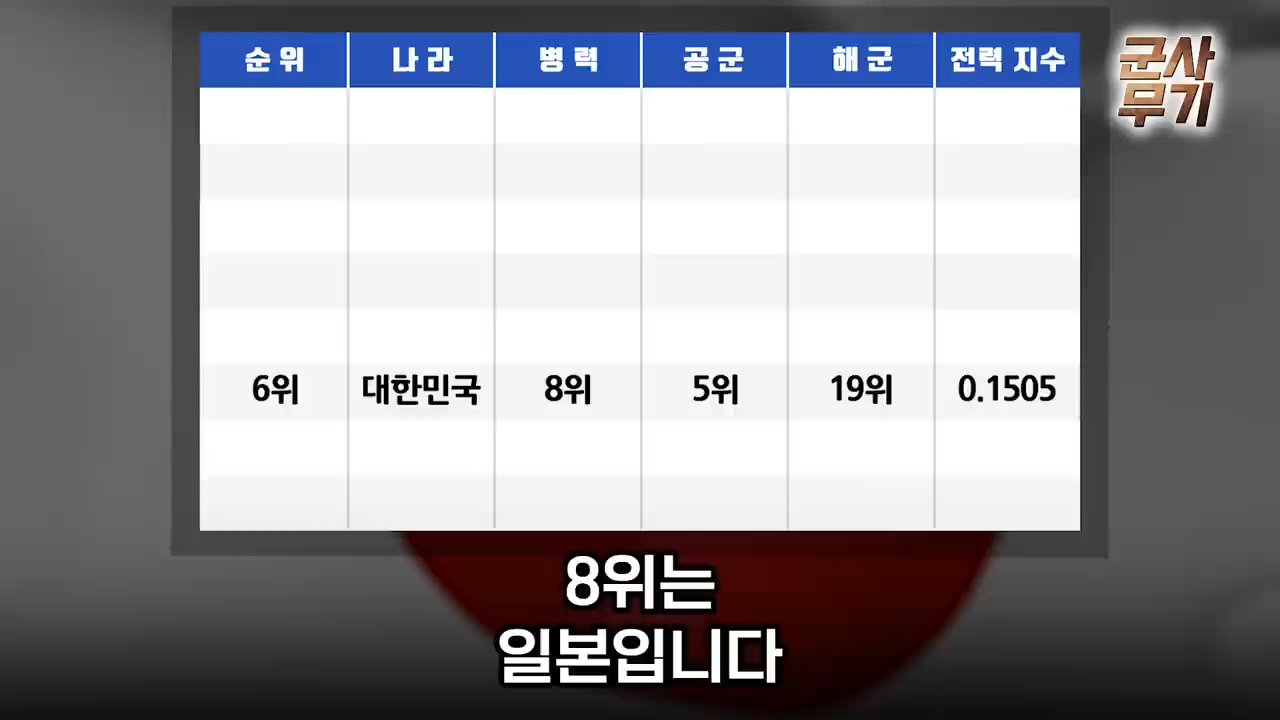 순위 나라 병력 공군 해군 전력 지수
군사
무기
6위 대한민국 8위 5위 19위 0.1505
8위는
일본입니다